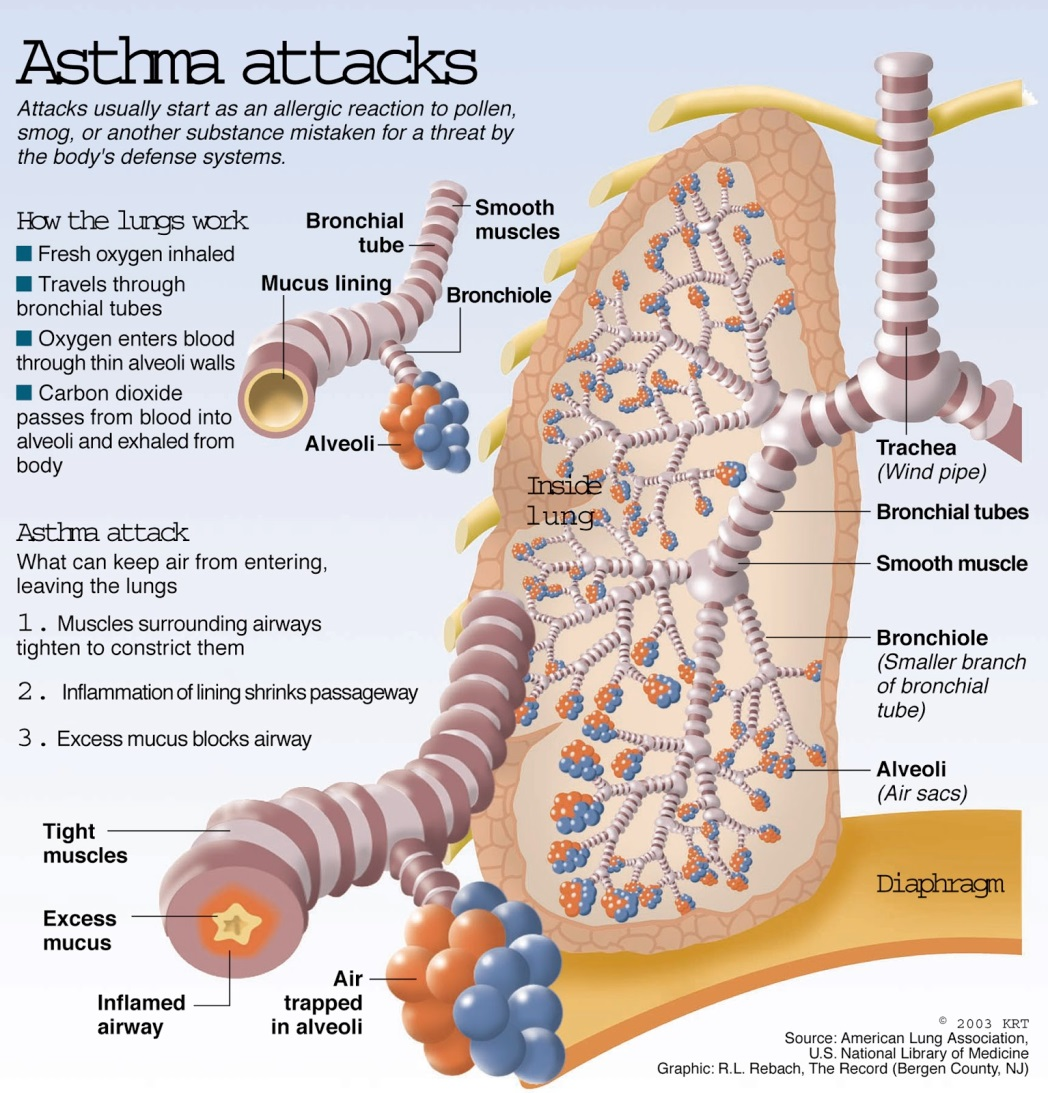 Asthma attacks
Attacks usually start as an allergic reaction to pollen,
smog, or another substance mistaken for a threat by
the body's defense systems.
How the lungs work
Fresh oxygen inhaled
Travels through
bronchial tubes
Oxygen enters blood
through thin alveoli walls
Carbon dioxide
passes from blood into
alveoli and exhaled from
body
Bronchial
tube
Smooth
muscles
Mucus lining
Bronchiole
Alveoli
Asthma attack
What can keep air from entering,
leaving the lungs
1. Muscles surrounding airways
tighten to constrict them
2. Inflammation of lining shrinks passageway
3. Excess mucus blocks airway
Tight
muscles
Excess
mucus
Inflamed
airway
Air
trapped
in alveoli
Inside
lung
Trachea
(Wind pipe)
Bronchial tubes
Smooth muscle
Bronchiole
(Smaller branch
of bronchial
tube)
Alveoli
(Air sacs)
Diaphragm
© 2003 KRT
Source: American Lung Association,
U.S. National Library of Medicine
Graphic: R.L. Rebach, The Record (Bergen County, NJ)